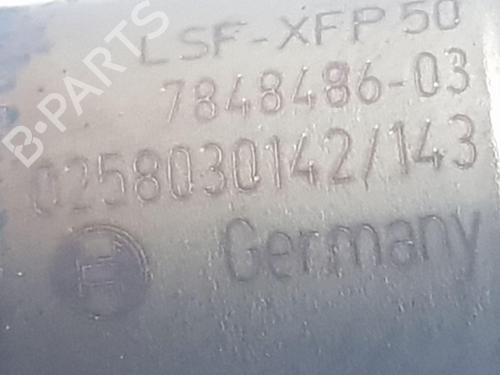 LSF-XFP 50
7848486-03
0258030142/143
Germany
B-PARTS